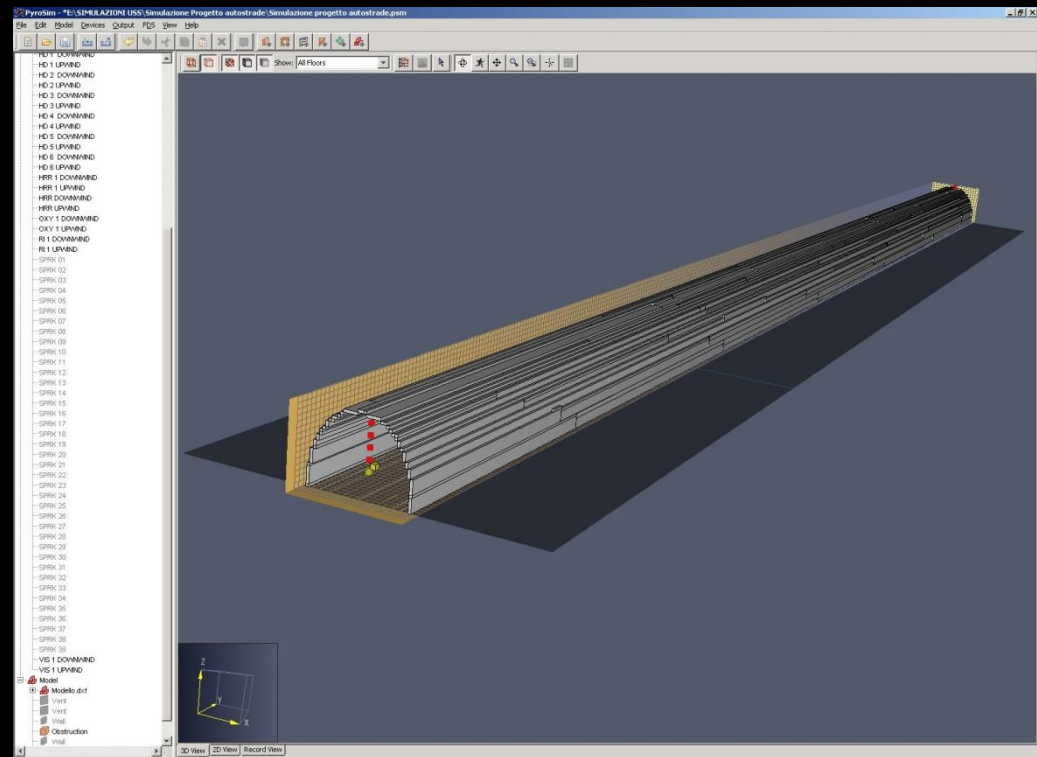 PyroSim - *E:\SIMULAZIONI USS\Simulazione Progetto autostrade\Simulazione progetto autostrade.psm
File Edit Model Devices Output FDS View Help
Show: All Floors
HD 1 DOWNWIND
HD 1 UPWIND
HD 2 DOWNWIND
HD 2 UPWIND
HD 3 DOWNWIND
HD 3 UPWIND
HD 4 DOWNWIND
HD 4 UPWIND
HD 5 DOWNWIND
HD 5 UPWIND
HD 6 DOWNWIND
HD 6 UPWIND
HRR 1 DOWNWIND
HRR 1 UPWIND
HRR DOWNWIND
HRR UPWIND
OXY 1 DOWNWIND
OXY 1 UPWIND
RI 1 DOWNWIND
RI 1 UPWIND
SPRK 01
SPRK 02
SPRK 03
SPRK 04
SPRK 05
SPRK 06
SPRK 07
SPRK 08
SPRK 09
SPRK 10
SPRK 11
SPRK 12
SPRK 13
SPRK 14
SPRK 15
SPRK 16
SPRK 17
SPRK 18
SPRK 19
SPRK 20
SPRK 21
SPRK 22
SPRK 23
SPRK 24
SPRK 25
SPRK 26
SPRK 27
SPRK 28
SPRK 29
SPRK 30
SPRK 31
SPRK 32
SPRK 33
SPRK 34
SPRK 35
SPRK 36
SPRK 37
SPRK 38
SPRK 39
VIS 1 DOWNWIND
VIS 1 UPWIND
Model
Modello.dxf
Vent
Vent
Wall
Obstruction
Wall
Z
Y
X
3D View 2D View Record View